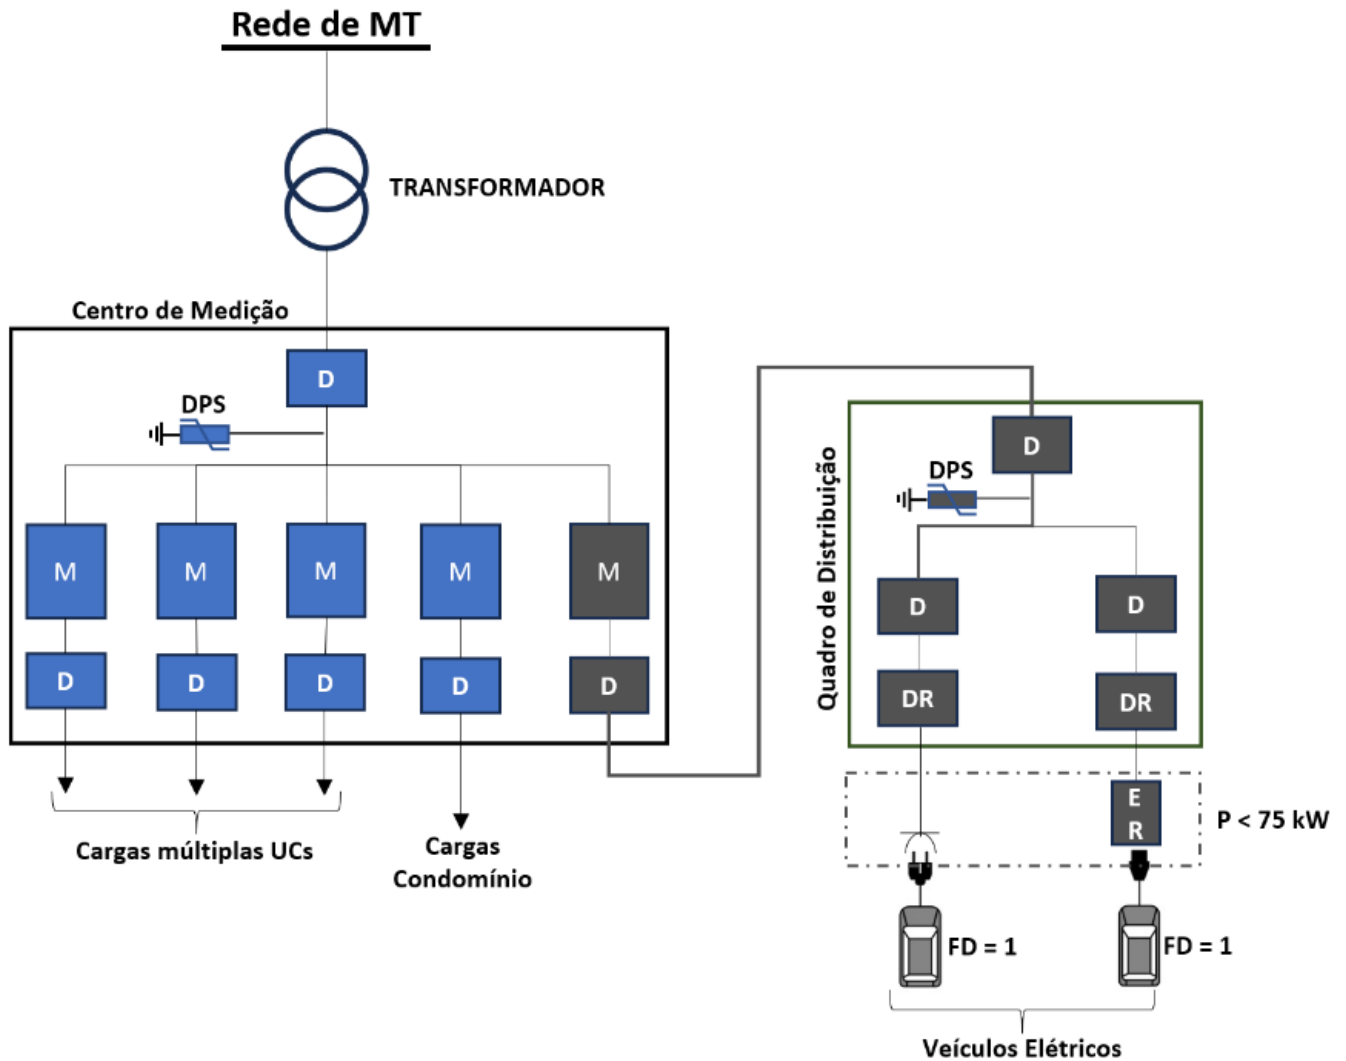 Rede de MT
TRANSFORMADOR
Centro de Medição
D
DPS
M
M
M
M
M
D
D
D
D
D
Cargas múltiplas UCs
Cargas
Condomínio
Quadro de Distribuição
D
DPS
D
D
DR
DR
E
R
P < 75 kW
FD = 1
FD = 1
Veículos Elétricos